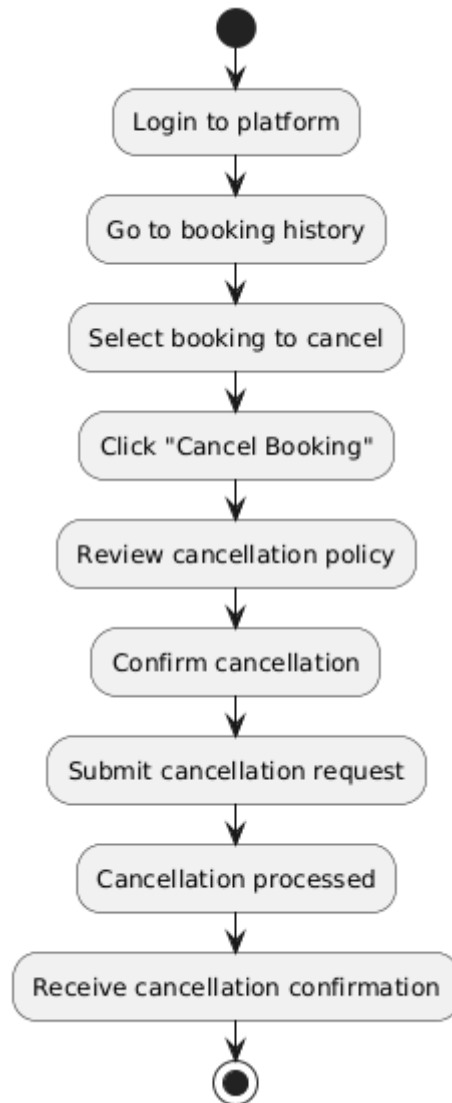 Login to platform
Go to booking history
Select booking to cancel
Click "Cancel Booking"
Review cancellation policy
Confirm cancellation
Submit cancellation request
Cancellation processed
Receive cancellation confirmation